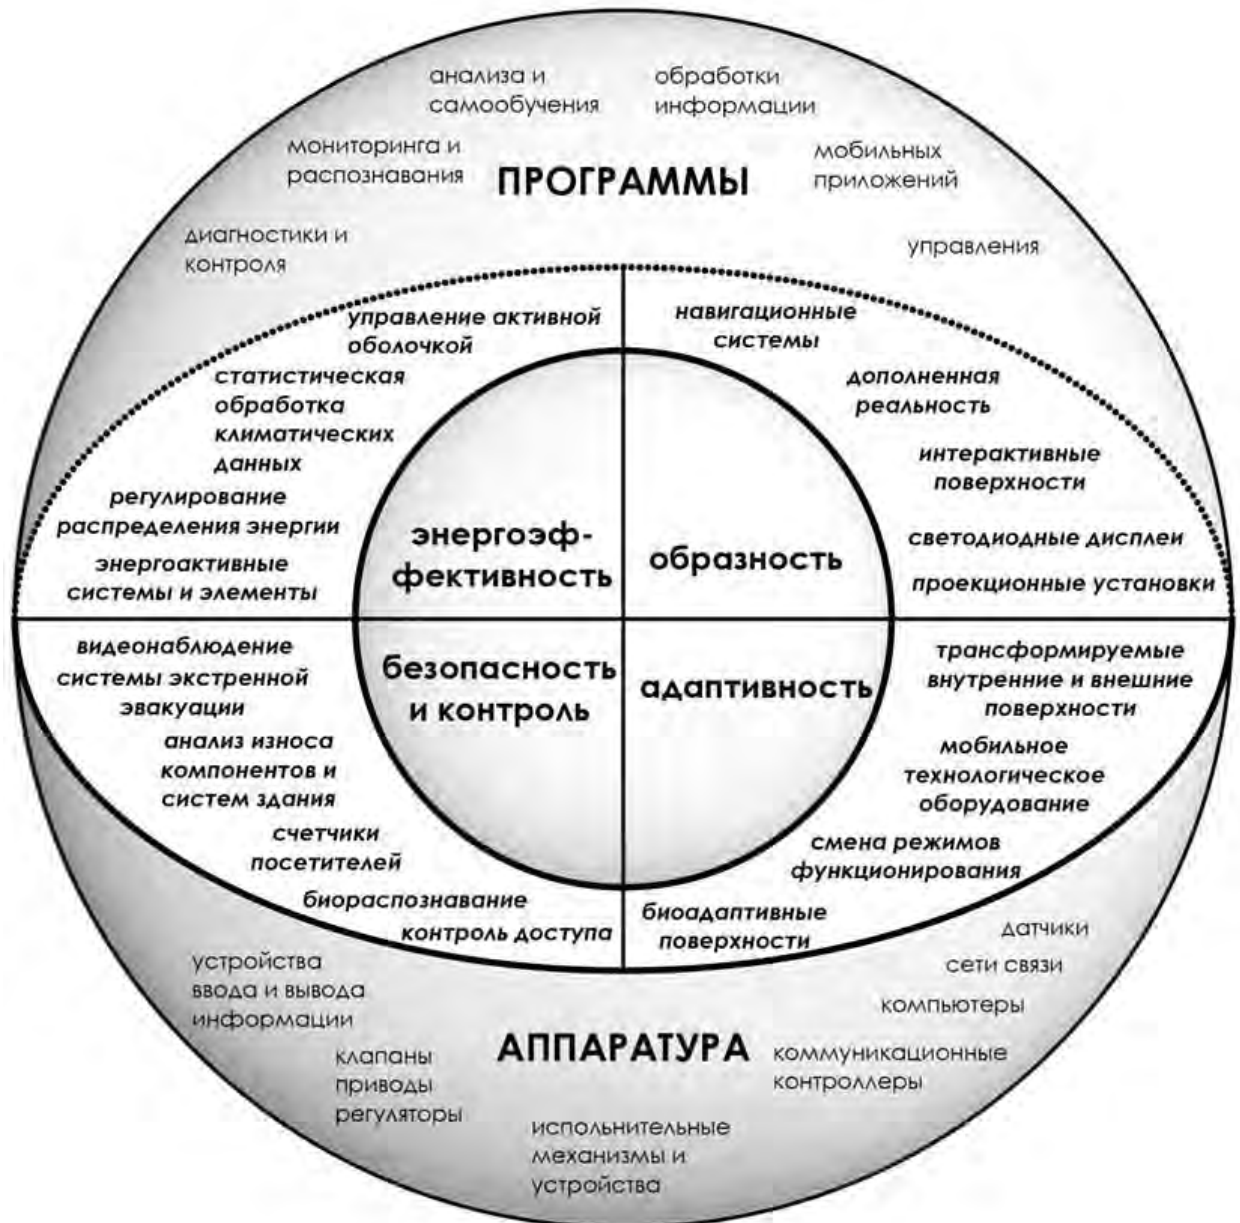 анализа и
самообучения
обработки
информации
мониторинга и
распознавания
ПРОГРАММЫ
мобильных
приложений
диагностики и
контроля
управления
управление активной
оболочкой
навигационные
системы
статистическая
обработка
климатических
данных
дополненная
реальность
регулирование
распределения энергии
интерактивные
поверхности
энергоактивные
системы и элементы
светодиодные дисплеи
проекционные установки
энергоэф-
фективность
образность
безопасность
и контроль
адаптивность
видеонаблюдение
системы экстренной
эвакуации
анализ износа
компонентов и
систем здания
счетчики
посетителей
биораспознавание
контроль доступа
трансформируемые
внутренние и внешние
поверхности
мобильное
технологическое
оборудование
смена режимов
функционирования
биоадаптивные
поверхности
устройства
ввода и вывода
информации
клапаны
приводы
регуляторы
АППАРАТУРА
испольнительные
механизмы и
устройства
датчики
сети связи
компьютеры
коммуникационные
контроллеры